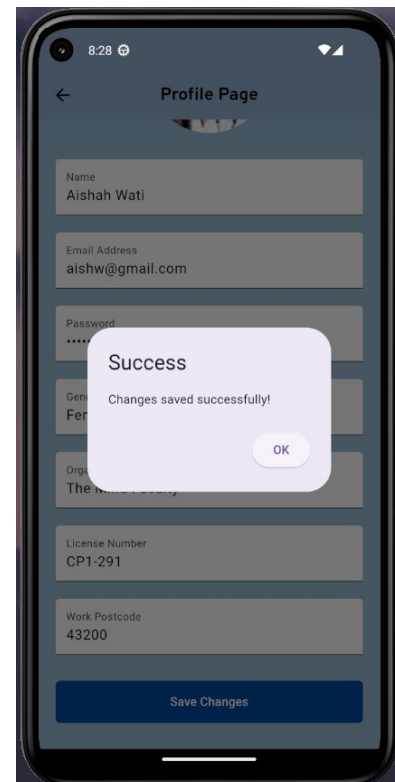 8:28
Profile Page
Name
Aishah Wati
Email Address
aishw@gmail.com
Password
•••••
Success
Changes saved successfully!
OK
The
License Number
CP1-291
Work Postcode
43200
Save Changes